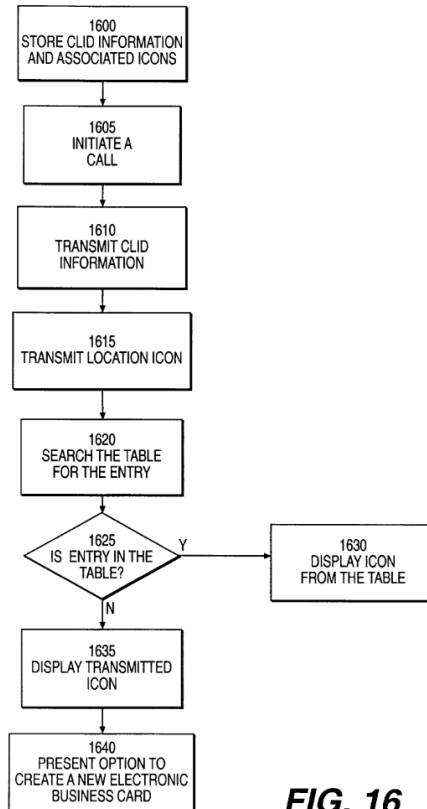 1600
STORE CLID INFORMATION
AND ASSOCIATED ICONS
1605
INITIATE A
CALL
1610
TRANSMIT CLID
INFORMATION
1615
TRANSMIT LOCATION ICON
1620
SEARCH THE TABLE
FOR THE ENTRY
1625
IS ENTRY IN THE
TABLE?
Y
N
1630
DISPLAY ICON
FROM THE TABLE
1635
DISPLAY TRANSMITTED
ICON
1640
PRESENT OPTION TO
CREATE A NEW ELECTRONIC
BUSINESS CARD
FIG. 16